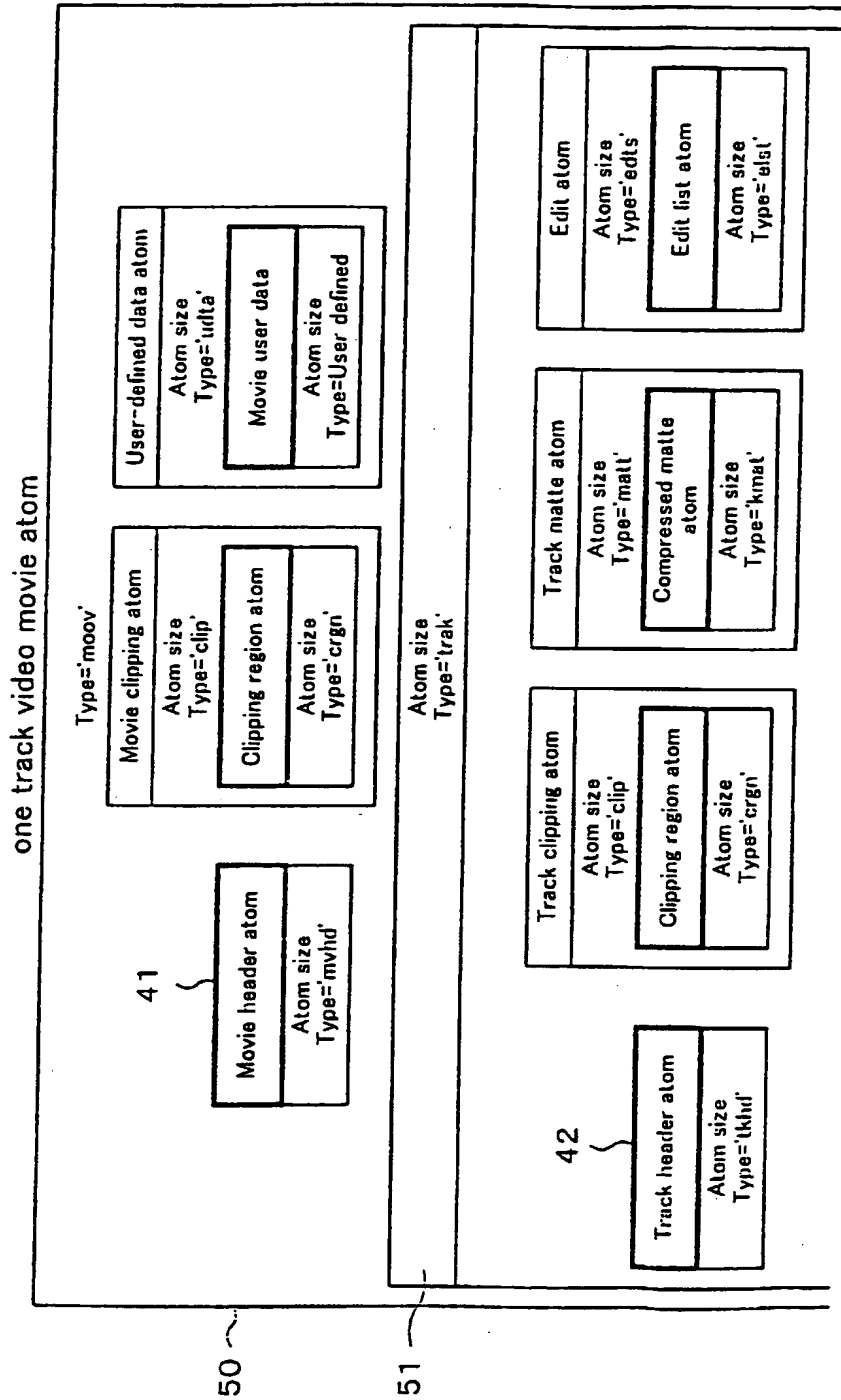 one track video movie atom
50
Type='moov'
41
Movie header atom
Atom size
Type='mvhd'
Movie clipping atom
Atom size
Type='clip'
Clipping region atom
Atom size
Type='crgn'
User-defined data atom
Atom size
Type='udta'
Movie user data
Atom size
Type=User defined
51
Atom size
Type='trak'
42
Track header atom
Atom size
Type='tkhd'
Track clipping atom
Atom size
Type='clip'
Clipping region atom
Atom size
Type='crgn'
Track matte atom
Atom size
Type='matt'
Compressed matte
atom
Atom size
Type='kmat'
Edit atom
Atom size
Type='edts'
Edit list atom
Atom size
Type='elst'